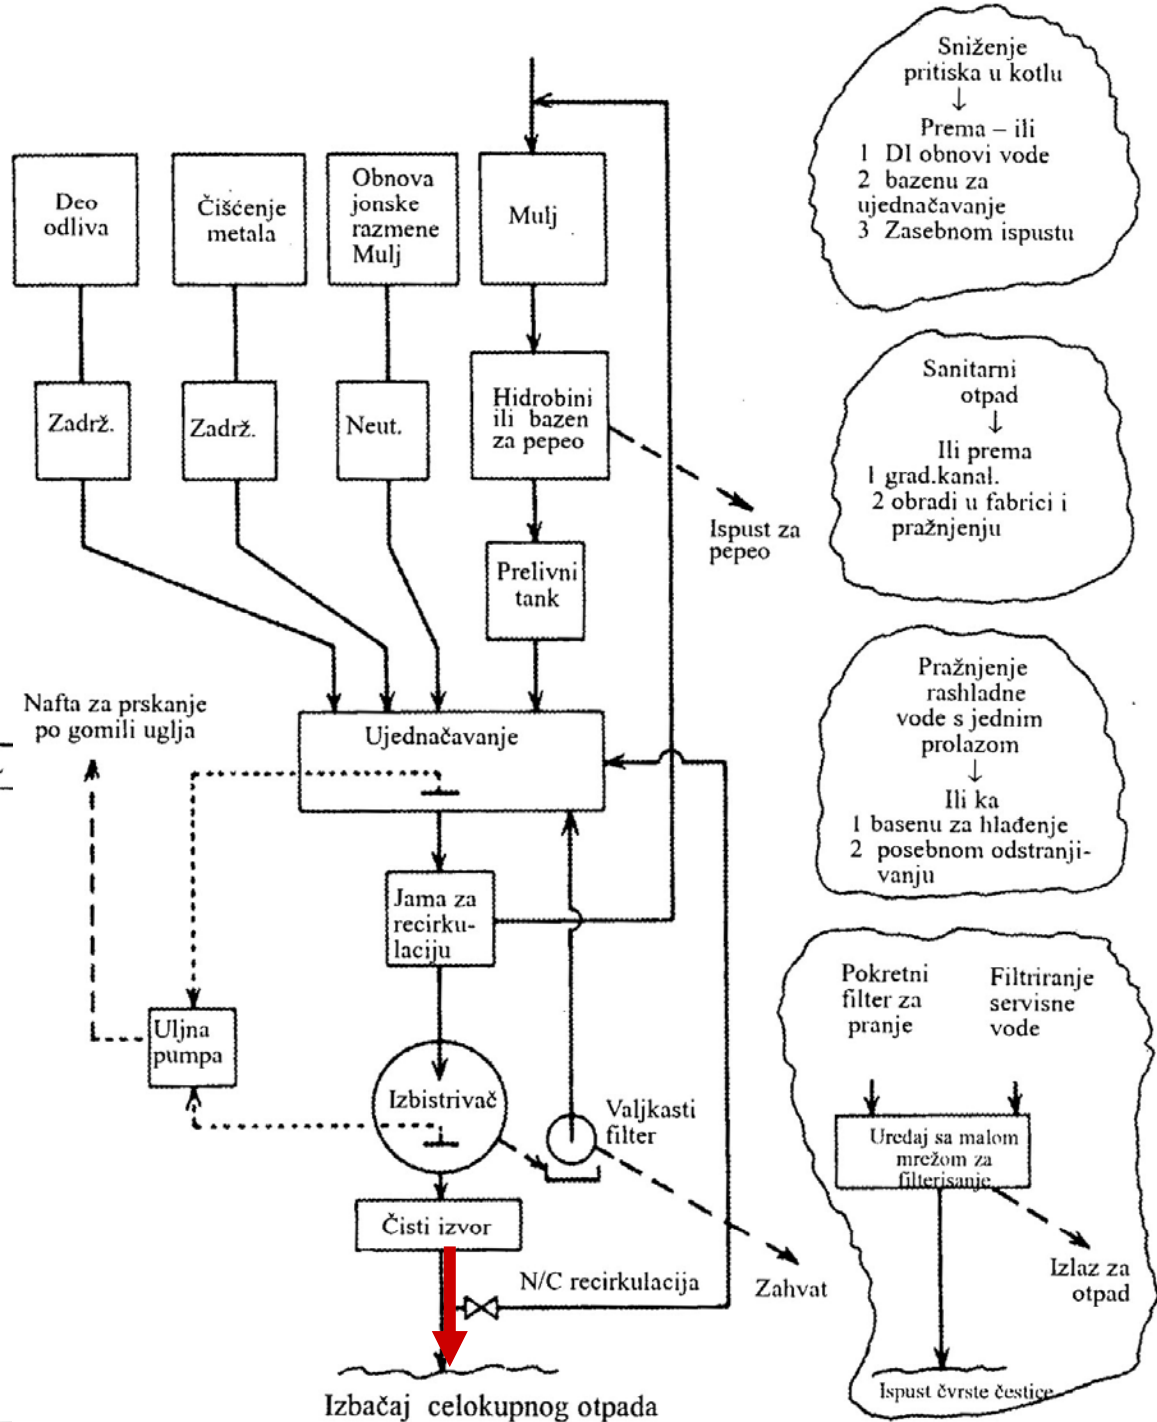 Sniženje
pritiska u kotlu
Prema – ili
1 DI obnovi vode
2 bazenu za
ujednačavanje
3 Zasebnom ispustu
Deo
odliva
Čišćenje
metala
Obnova
jonske
razmene
Mulj
Mulj
Zadrž.
Zadrž.
Neut.
Hidrobini
ili bazen
za pepeo
Ispust za
pepeo
Prelivni
tank
Sanitarni
otpad
Ili prema
1 grad.kanal.
2 obradi u fabrici i
pražnjenju
Nafta za prskanje
po gomili uglja
Ujednačavanje
Pražnjenje
rashladne
vode s jednim
prolazom
Ili ka
1 basenu za hlađenje
2 posebnom odstranji-
vanju
Jama za
recirku-
laciju
Uljna
pumpa
Izbistrivač
Valjkasti
filter
Čisti izvor
N/C recirkulacija
Zahvat
Izbačaj celokupnog otpada
Pokretni
filter za
pranje
Filtriranje
servisne
vode
Uredaj sa malom
mrežom za
filterisanje
Izlaz za
otpad
Ispust čvrste čestice